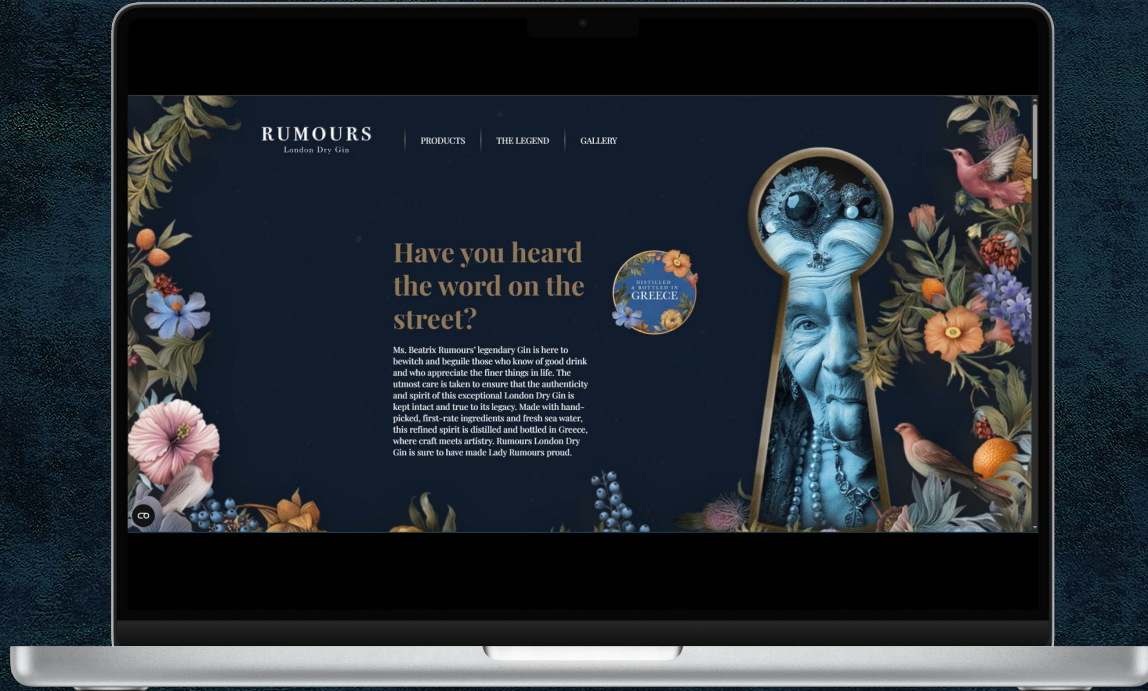 RUMOURS
London Dry Gin
PRODUCTS
THE LEGEND
GALLERY
Have you heard
the word on the
street?
DISTILLED
& BOTTLED IN
GREECE
Ms. Beatrix Rumours' legendary Gin is here to
bewitch and beguile those who know of good drink
and who appreciate the finer things in life. The
utmost care is taken to ensure that the authenticity
and spirit of this exceptional London Dry Gin is
kept intact and true to its legacy. Made with hand-
picked, first-rate ingredients and fresh sea water,
this refined spirit is distilled and bottled in Greece,
where craft meets artistry. Rumours London Dry
Gin is sure to have made Lady Rumours proud.